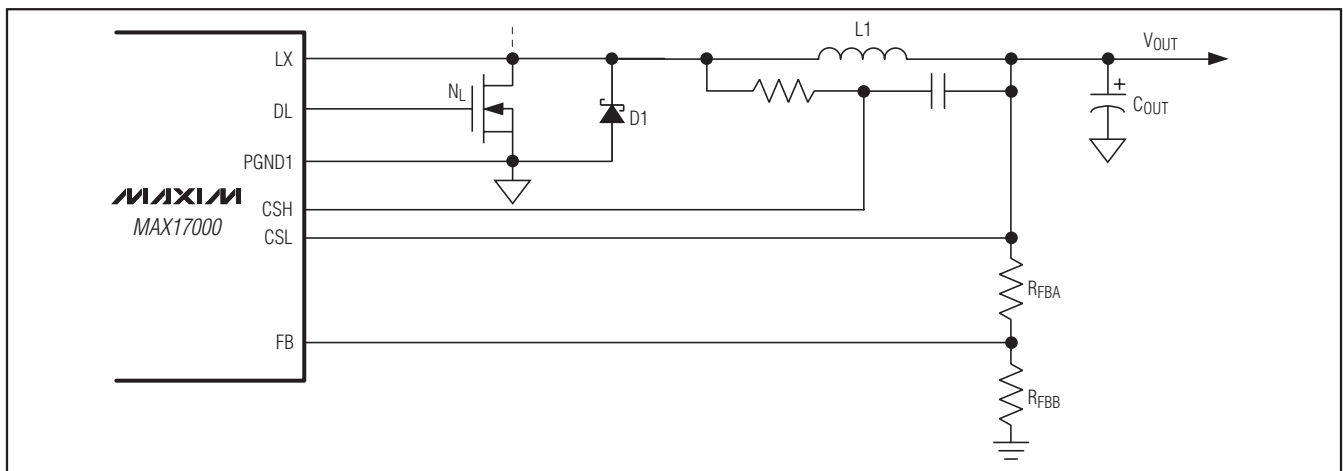 L1
VOUT
LX
NL
+
COUT
DL
D1
PGND1
MAXIM
MAX17000
CSH
CSL
RFBA
FB
RFBB